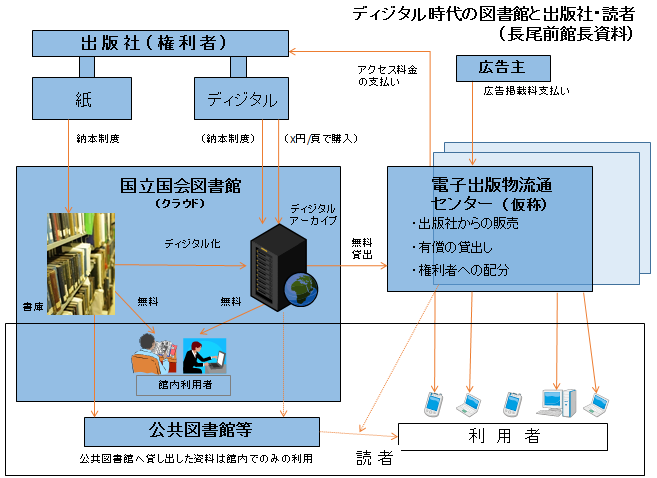 ディジタル時代の図書館と出版社・読者
（長尾前館長資料）
出版社（権利者）
紙
ディジタル
アクセス料金
の支払い
広告主
広告掲載料支払い
納本制度
（納本制度）
（x円/頁で購入）
国立国会図書館
（クラウド）
ディジタル
アーカイブ
ディジタル化
無料
貸出
電子出版物流通
センター（仮称）
・出版社からの販売
・有償の貸出し
・権利者への配分
書庫
無料
無料
館内利用者
公共図書館等
公共図書館へ貸し出した資料は館内でのみの利用
利用者
読者